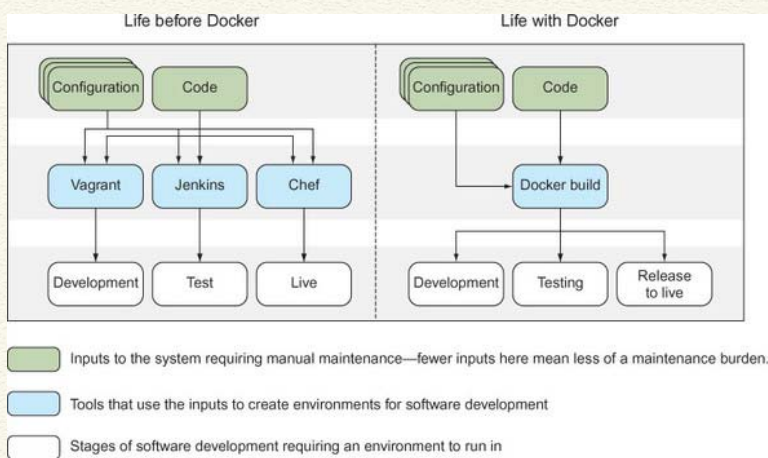 Life before Docker
Life with Docker
Configuration
Code
Configuration
Code
Vagrant
Jenkins
Chef
Docker build
Development
Test
Live
Development
Testing
Release
to live
Inputs to the system requiring manual maintenance—fewer inputs here mean less of a maintenance burden.
Tools that use the inputs to create environments for software development
Stages of software development requiring an environment to run in